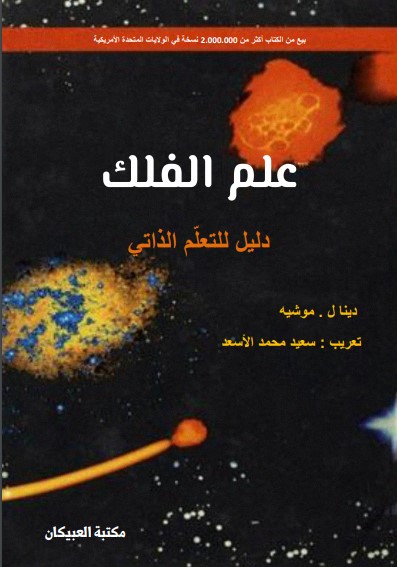 بيع من الكتاب أكثر من 2.000.000 نسخة في الولايات المتحدة الأمريكية
علم الفلك
دليل للتعلّم الذاتي
دينا ل . موشيه
تعريب : سعيد محمد الأسعد
مكتبة العبيكان